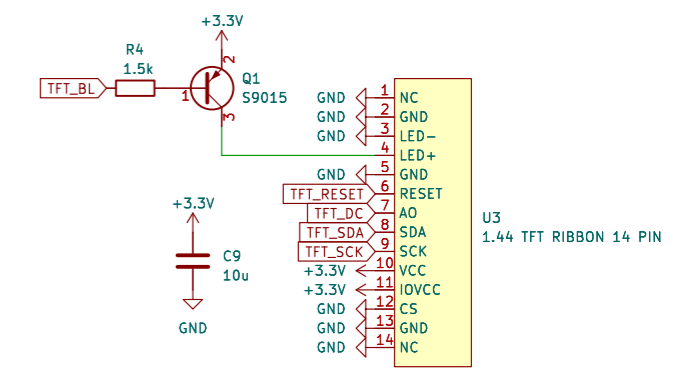 +3.3V
R4
1.5k
2
Q1
S9015
TFT_BL
1
3
GND 1 NC
GND 2 GND
GND 3 LED-
4 LED+
GND 5 GND
TFT_RESET 6 RESET
TFT_DC 7 AO
TFT_SDA 8 SDA
TFT_SCK 9 SCK
+3.3V 10 VCC
+3.3V 11 IOVCC
GND 12 CS
GND 13 GND
GND 14 NC
U3
1.44 TFT RIBBON 14 PIN
+3.3V
C9
10u
GND